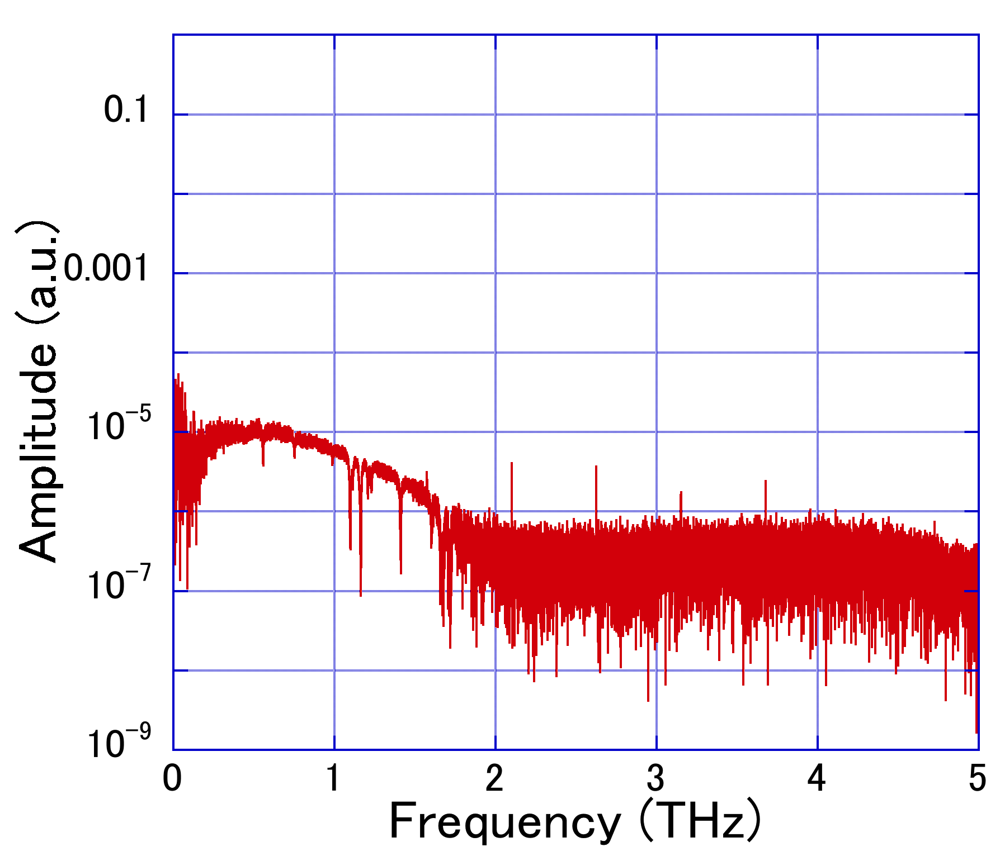 Amplitude (a.u.)
0.1
0.001
10⁻⁵
10⁻⁷
10⁻⁹
0 1 2 3 4 5
Frequency (THz)